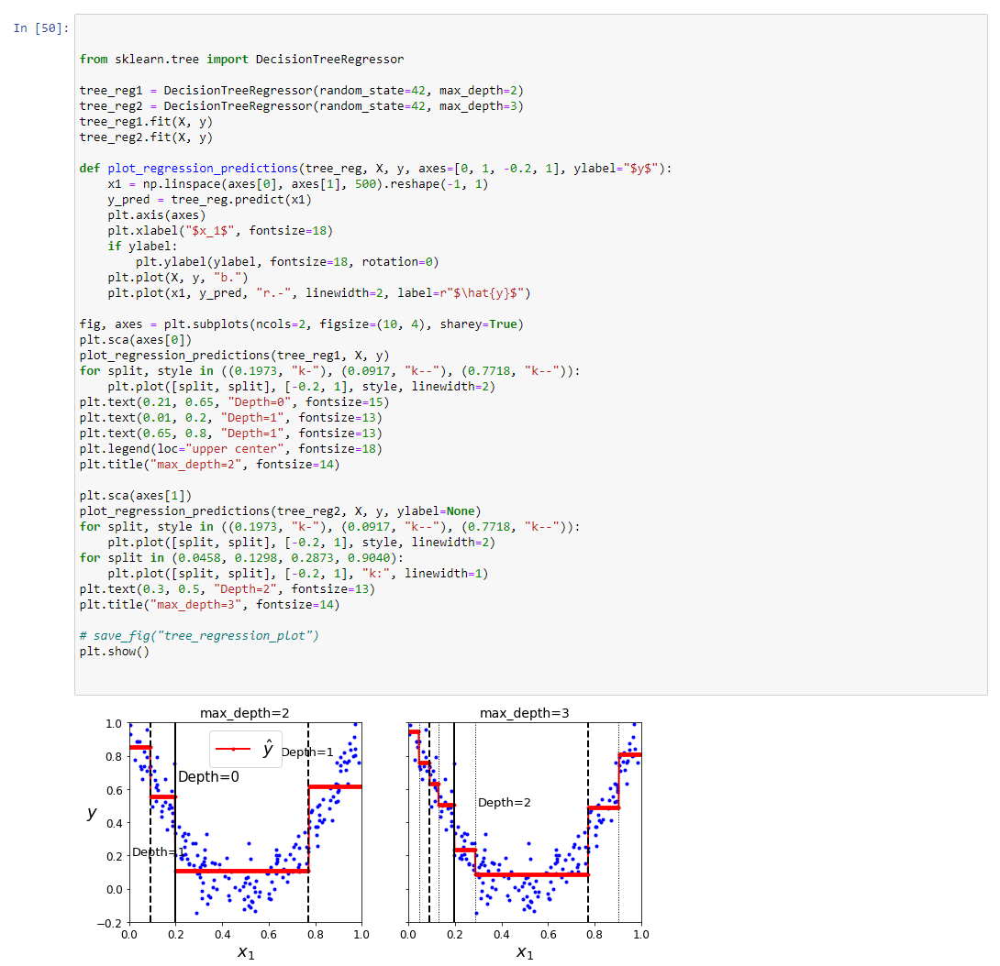 In [50]:
from sklearn.tree import DecisionTreeRegressor
tree_reg1 = DecisionTreeRegressor(random_state=42, max_depth=2)
tree_reg2 = DecisionTreeRegressor(random_state=42, max_depth=3)
tree_reg1.fit(X, y)
tree_reg2.fit(X, y)
def plot_regression_predictions(tree_reg, X, y, axes=[0, 1, -0.2, 1], ylabel="$y$"):
    x1 = np.linspace(axes[0], axes[1], 500).reshape(-1, 1)
    y_pred = tree_reg.predict(x1)
    plt.axis(axes)
    plt.xlabel("$x_1$", fontsize=18)
    if ylabel:
        plt.ylabel(ylabel, fontsize=18, rotation=0)
    plt.plot(X, y, "b.")
    plt.plot(x1, y_pred, "r.-", linewidth=2, label=r"$\hat{y}$")
fig, axes = plt.subplots(ncols=2, figsize=(10, 4), sharey=True)
plt.sca(axes[0])
plot_regression_predictions(tree_reg1, X, y)
for split, style in ((0.1973, "k-"), (0.0917, "k--"), (0.7718, "k--")):
    plt.plot([split, split], [-0.2, 1], style, linewidth=2)
plt.text(0.21, 0.65, "Depth=0", fontsize=15)
plt.text(0.01, 0.2, "Depth=1", fontsize=13)
plt.text(0.65, 0.8, "Depth=1", fontsize=13)
plt.legend(loc="upper center", fontsize=18)
plt.title("max_depth=2", fontsize=14)
plt.sca(axes[1])
plot_regression_predictions(tree_reg2, X, y, ylabel=None)
for split, style in ((0.1973, "k-"), (0.0917, "k--"), (0.7718, "k--")):
    plt.plot([split, split], [-0.2, 1], style, linewidth=2)
for split in (0.0458, 0.1298, 0.2873, 0.9040):
    plt.plot([split, split], [-0.2, 1], "k:", linewidth=1)
plt.text(0.3, 0.5, "Depth=2", fontsize=13)
plt.title("max_depth=3", fontsize=14)
# save_fig("tree_regression_plot")
plt.show()
max_depth=2
1.0
0.8
0.6
0.4
0.2
0.0
−0.2
y
ŷ
Depth=1
Depth=0
Depth=1
0.0 0.2 0.4 0.6 0.8 1.0
x₁
max_depth=3
Depth=2
0.0 0.2 0.4 0.6 0.8 1.0
x₁